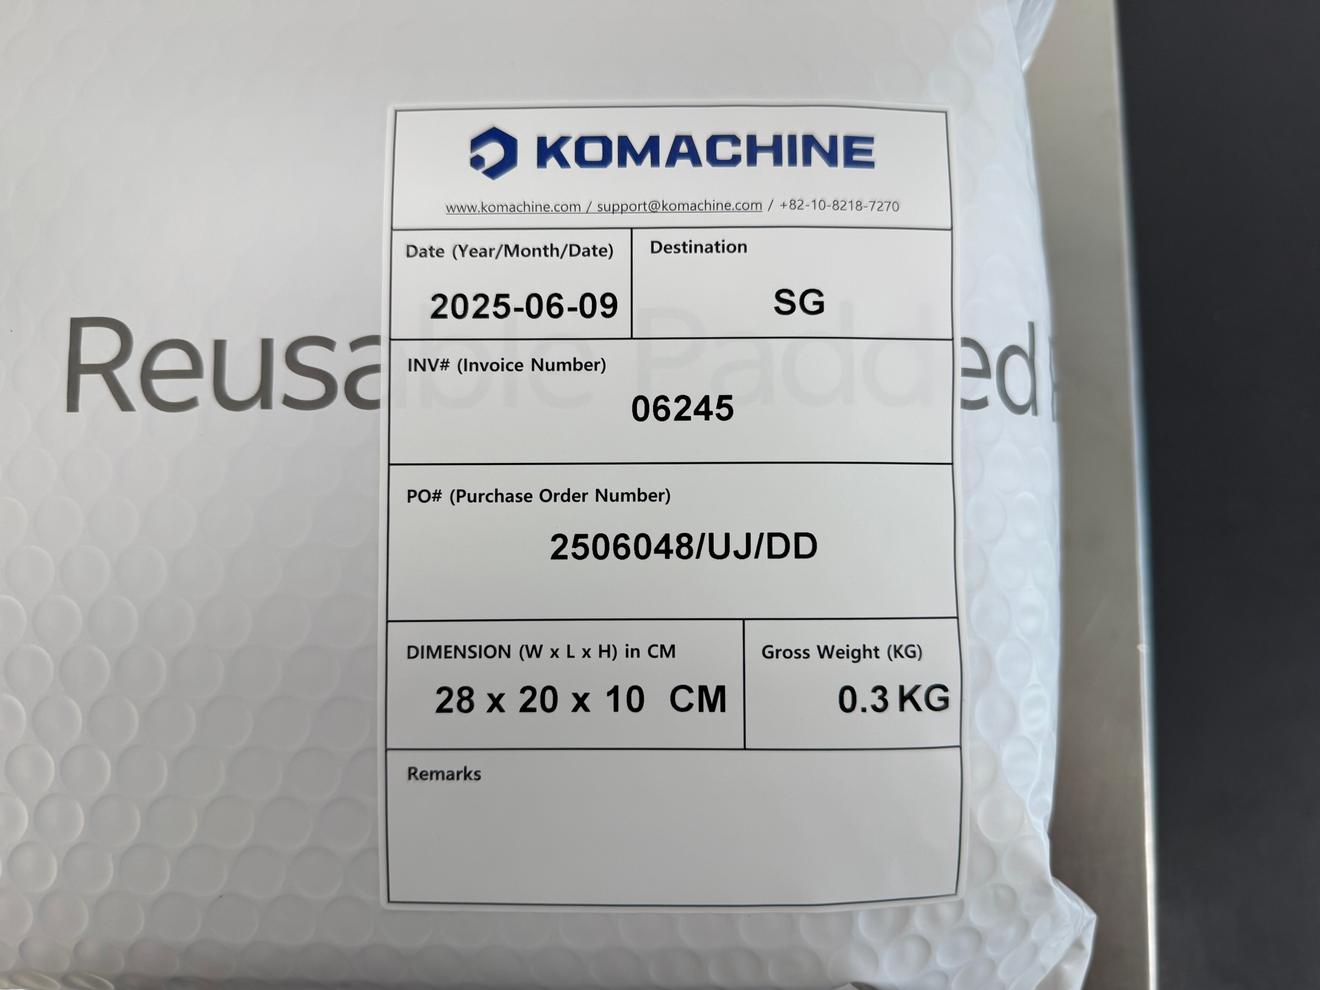 KOMACHINE
www.komachine.com / support@komachine.com / +82-10-8218-7270
Date (Year/Month/Date)
2025-06-09
Destination
SG
INV# (Invoice Number)
06245
PO# (Purchase Order Number)
2506048/UJ/DD
DIMENSION (W x L x H) in CM
28 x 20 x 10 CM
Gross Weight (KG)
0.3 KG
Remarks
Reusable Padded